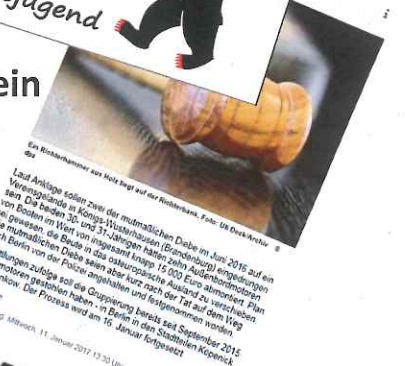 jugend
ein
Ein Richterhammer aus Holz liegt auf der Richterbank. Foto: Uli Deck/Archiv ©
dpa
Laut Anklage sollen zwei der mutmaßlichen Diebe im Juni 2016 auf ein
Vereinsgelände in Königs Wusterhausen (Brandenburg) eingedrungen
sein. Die beiden 30- und 31-Jährigen hätten zehn Außenbordmotoren
von Booten im Wert von insgesamt knapp 15 000 Euro abmontiert. Plan
sei gewesen, die Beute in das osteuropäische Ausland zu verschieben.
mutmaßlichen Diebe seien aber kurz nach der Tat auf dem Weg
Berlin von der Polizei angehalten und festgenommen worden.
zufolge soll die Gruppierung bereits seit September 2015
motoren gestohlen haben - in Berlin in den Stadtteilen Köpenick
Der Prozess wird am 16. Januar fortgesetzt
Mittwoch, 11. Januar 2017 13:30